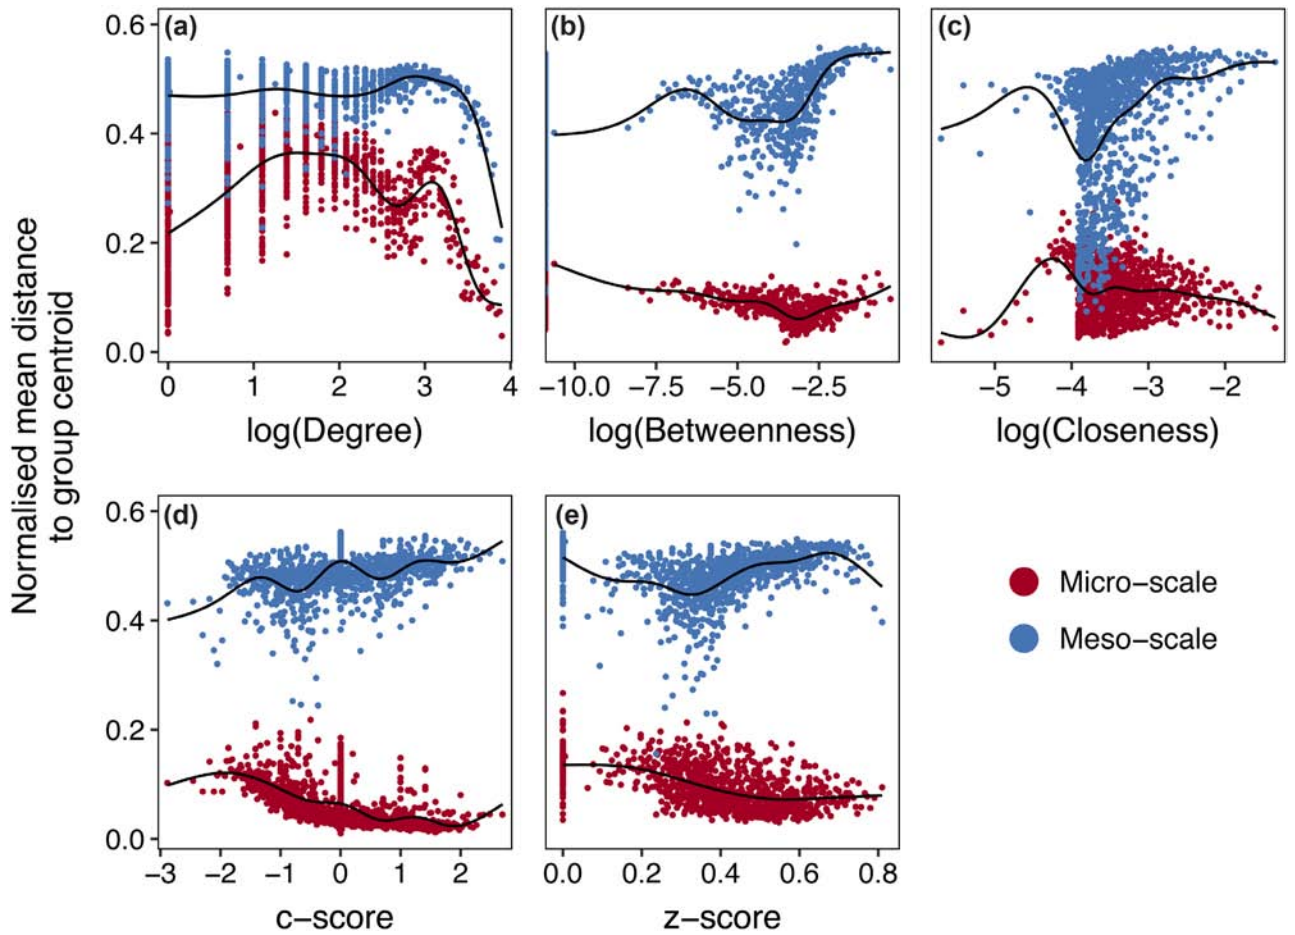 Normalised mean distance
to group centroid
(a)
0.6
0.4
0.2
0.0
0 1 2 3 4
log(Degree)
(b)
−10.0 −7.5 −5.0 −2.5
log(Betweenness)
(c)
−5 −4 −3 −2
log(Closeness)
(d)
0.6
0.4
0.2
0.0
−3 −2 −1 0 1 2
c−score
(e)
0.0 0.2 0.4 0.6 0.8
z−score
Micro−scale
Meso−scale